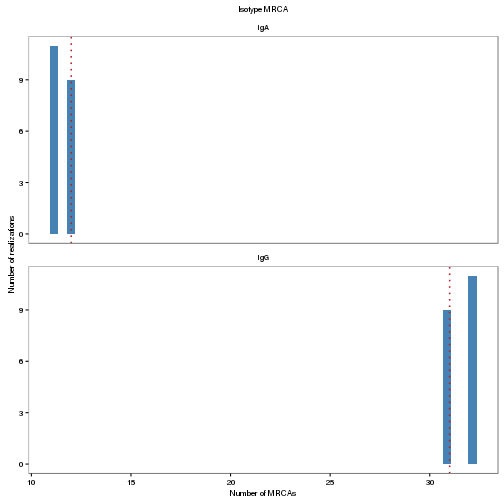 Isotype MRCA
IgA
9
6
3
0
Number of realizations
IgG
9
6
3
0
10 15 20 25 30
Number of MRCAs